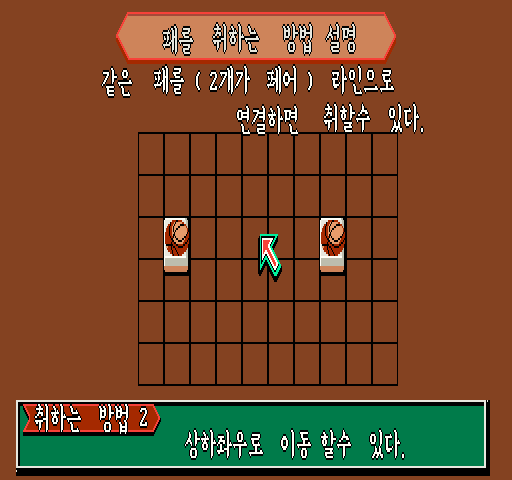 패를 취하는 방법 설명
같은 패를 ( 2개가 페어 ) 라인으로
연결하면 취할수 있다.
취하는 방법 2
상하좌우로 이동 할수 있다.